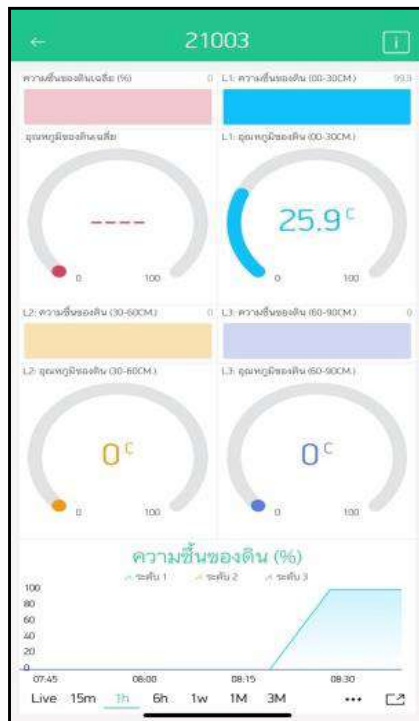 ← 21003 i
ความชื้นของดินเฉลี่ย (%) 0 L1: ความชื้นของดิน (00-30CM.) 99.9
อุณหภูมิของดินเฉลี่ย L1: อุณหภูมิของดิน (00-30CM.)
---- 25.9 C
0 100 0 100
L2: ความชื้นของดิน (30-60CM.) 0 L3: ความชื้นของดิน (60-90CM.) 0
L2: อุณหภูมิของดิน (30-60CM.) L3: อุณหภูมิของดิน (60-90CM.)
0 C 0 C
0 100 0 100
ความชื้นของดิน (%)
ระดับ 1 ระดับ 2 ระดับ 3
100
80
60
40
20
0
07:45 08:00 08:15 08:30
Live 15m 1h 6h 1w 1M 3M ...